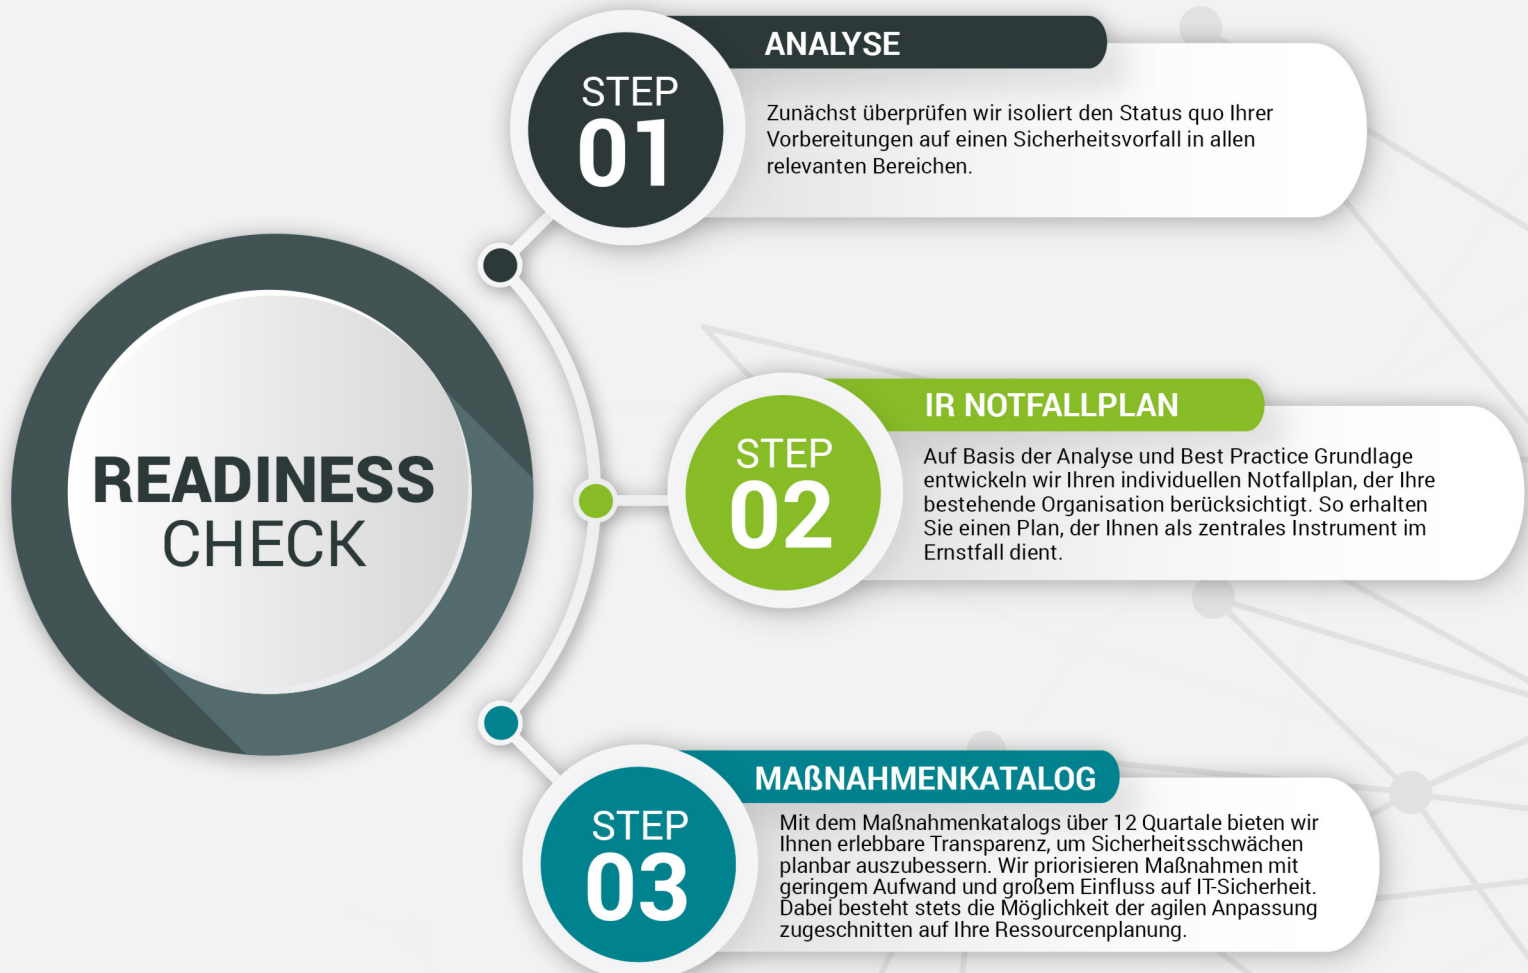 READINESS
CHECK
STEP
01
ANALYSE
Zunächst überprüfen wir isoliert den Status quo Ihrer
Vorbereitungen auf einen Sicherheitsvorfall in allen
relevanten Bereichen.
STEP
02
IR NOTFALLPLAN
Auf Basis der Analyse und Best Practice Grundlage
entwickeln wir Ihren individuellen Notfallplan, der Ihre
bestehende Organisation berücksichtigt. So erhalten
Sie einen Plan, der Ihnen als zentrales Instrument im
Ernstfall dient.
STEP
03
MAßNAHMENKATALOG
Mit dem Maßnahmenkatalogs über 12 Quartale bieten wir
Ihnen erlebbare Transparenz, um Sicherheitsschwächen
planbar auszubessern. Wir priorisieren Maßnahmen mit
geringem Aufwand und großem Einfluss auf IT-Sicherheit.
Dabei besteht stets die Möglichkeit der agilen Anpassung
zugeschnitten auf Ihre Ressourcenplanung.